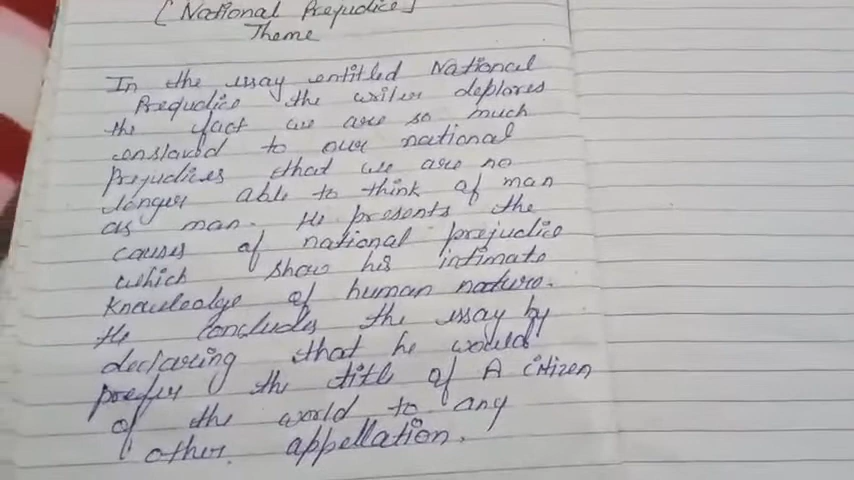 [National Prejudice]
Theme
In the essay entitled National
Prequdice the writer deplores
the fact we are so much
enslaved to our national
Prejudices that we are no
longer able to think of man
as man. He presents the
causes of national prejudice
which show his intimate
Knowledge of human nature.
He concludes the essay by
declaring that he would
prefer the title of A citizen
of the world to any
other appellation.